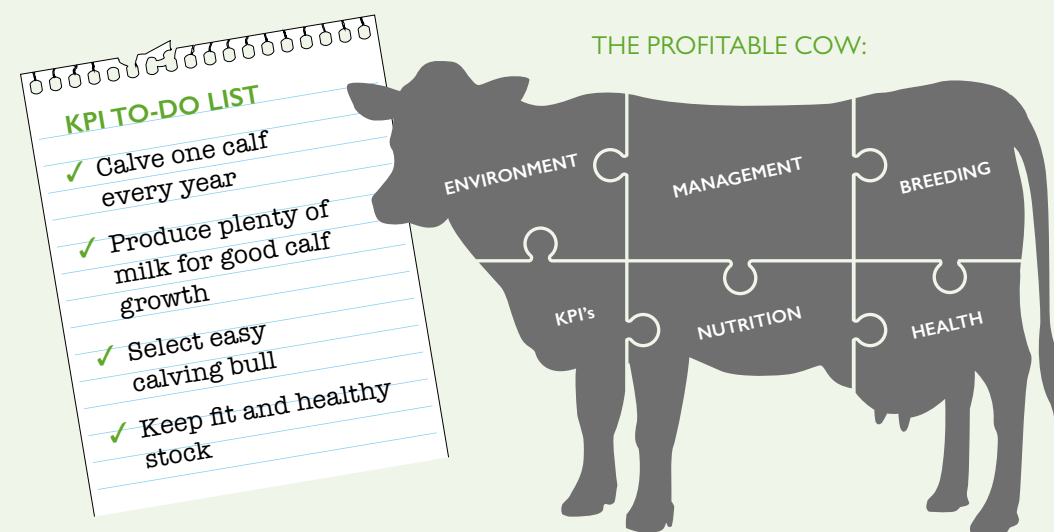 KPI TO-DO LIST
✓ Calve one calf
every year
✓ Produce plenty of
milk for good calf
growth
✓ Select easy
calving bull
✓ Keep fit and healthy
stock
THE PROFITABLE COW:
ENVIRONMENT
MANAGEMENT
BREEDING
KPI's
NUTRITION
HEALTH